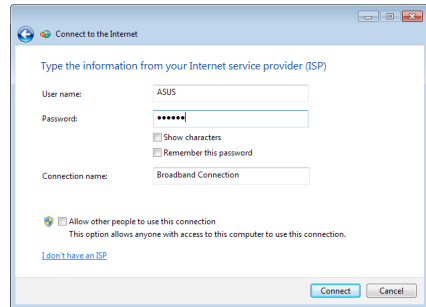 Connect to the Internet
Type the information from your Internet service provider (ISP)
User name: ASUS
Password: ••••••
Show characters
Remember this password
Connection name: Broadband Connection
Allow other people to use this connection
This option allows anyone with access to this computer to use this connection.
I don't have an ISP
Connect Cancel